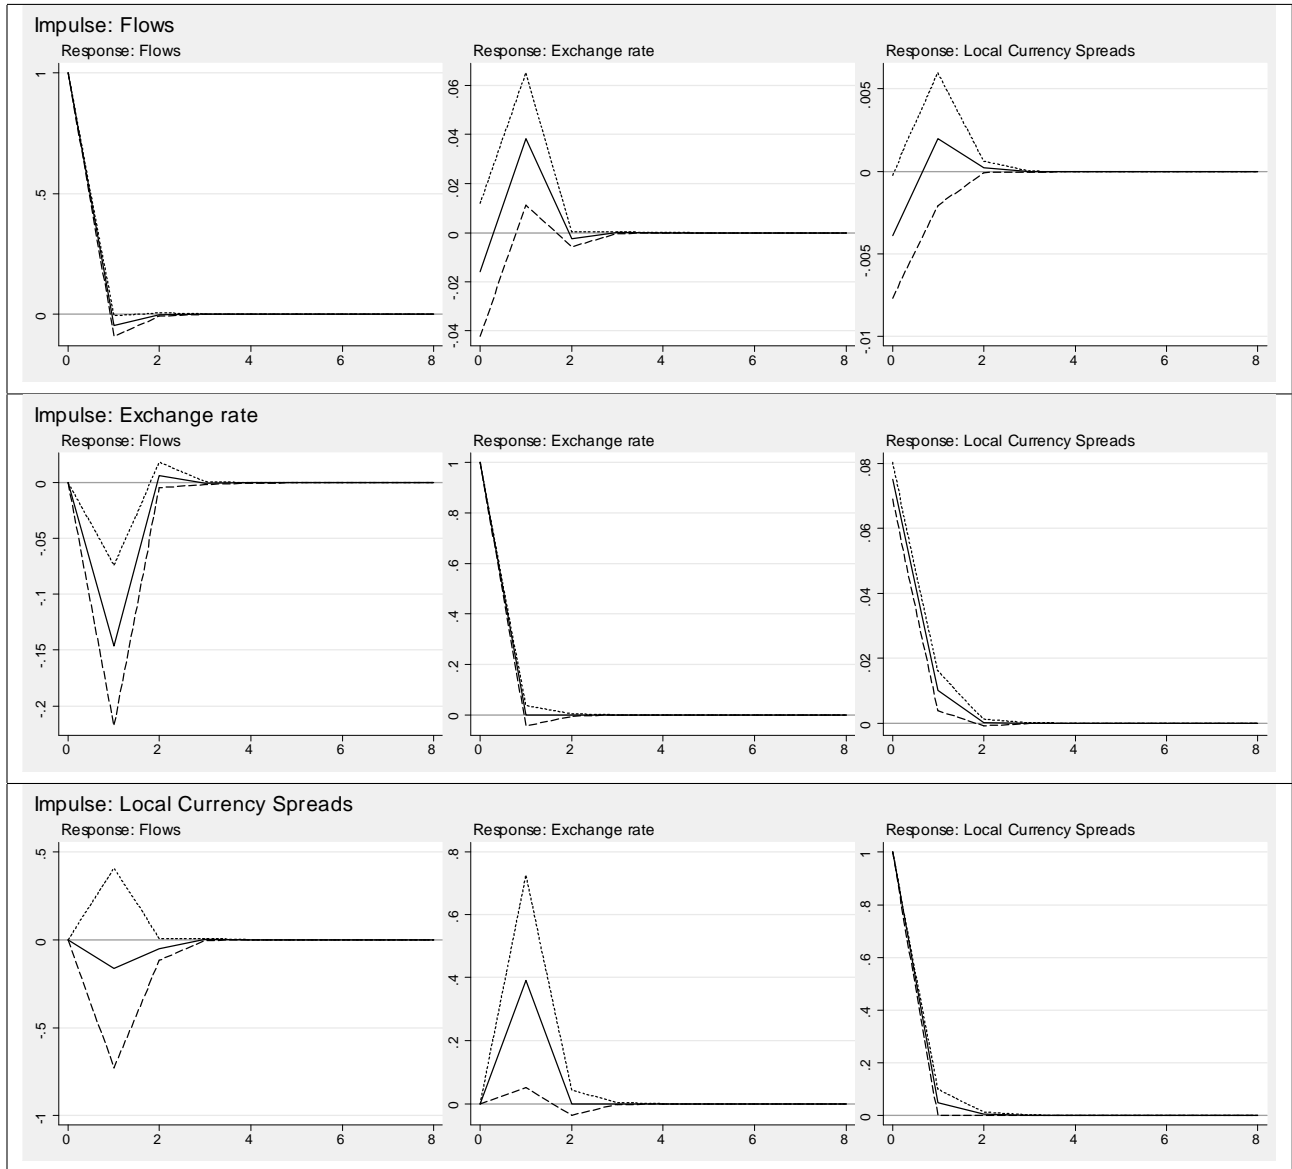 Impulse: Flows
Response: Flows
1
.5
0
0 2 4 6 8
Response: Exchange rate
.06
.04
.02
0
-.02
-.04
0 2 4 6 8
Response: Local Currency Spreads
.005
0
-.005
-.01
0 2 4 6 8
Impulse: Exchange rate
Response: Flows
0
-.05
-.1
-.15
-.2
0 2 4 6 8
Response: Exchange rate
1
.8
.6
.4
.2
0
0 2 4 6 8
Response: Local Currency Spreads
.08
.06
.04
.02
0
0 2 4 6 8
Impulse: Local Currency Spreads
Response: Flows
.5
0
-.5
-1
0 2 4 6 8
Response: Exchange rate
.8
.6
.4
.2
0
0 2 4 6 8
Response: Local Currency Spreads
1
.8
.6
.4
.2
0
0 2 4 6 8